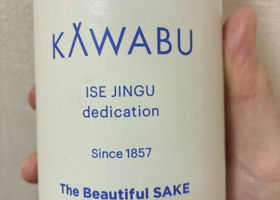 KAWABU
ISE JINGU
dedication
Since 1857
The Beautiful SAKE